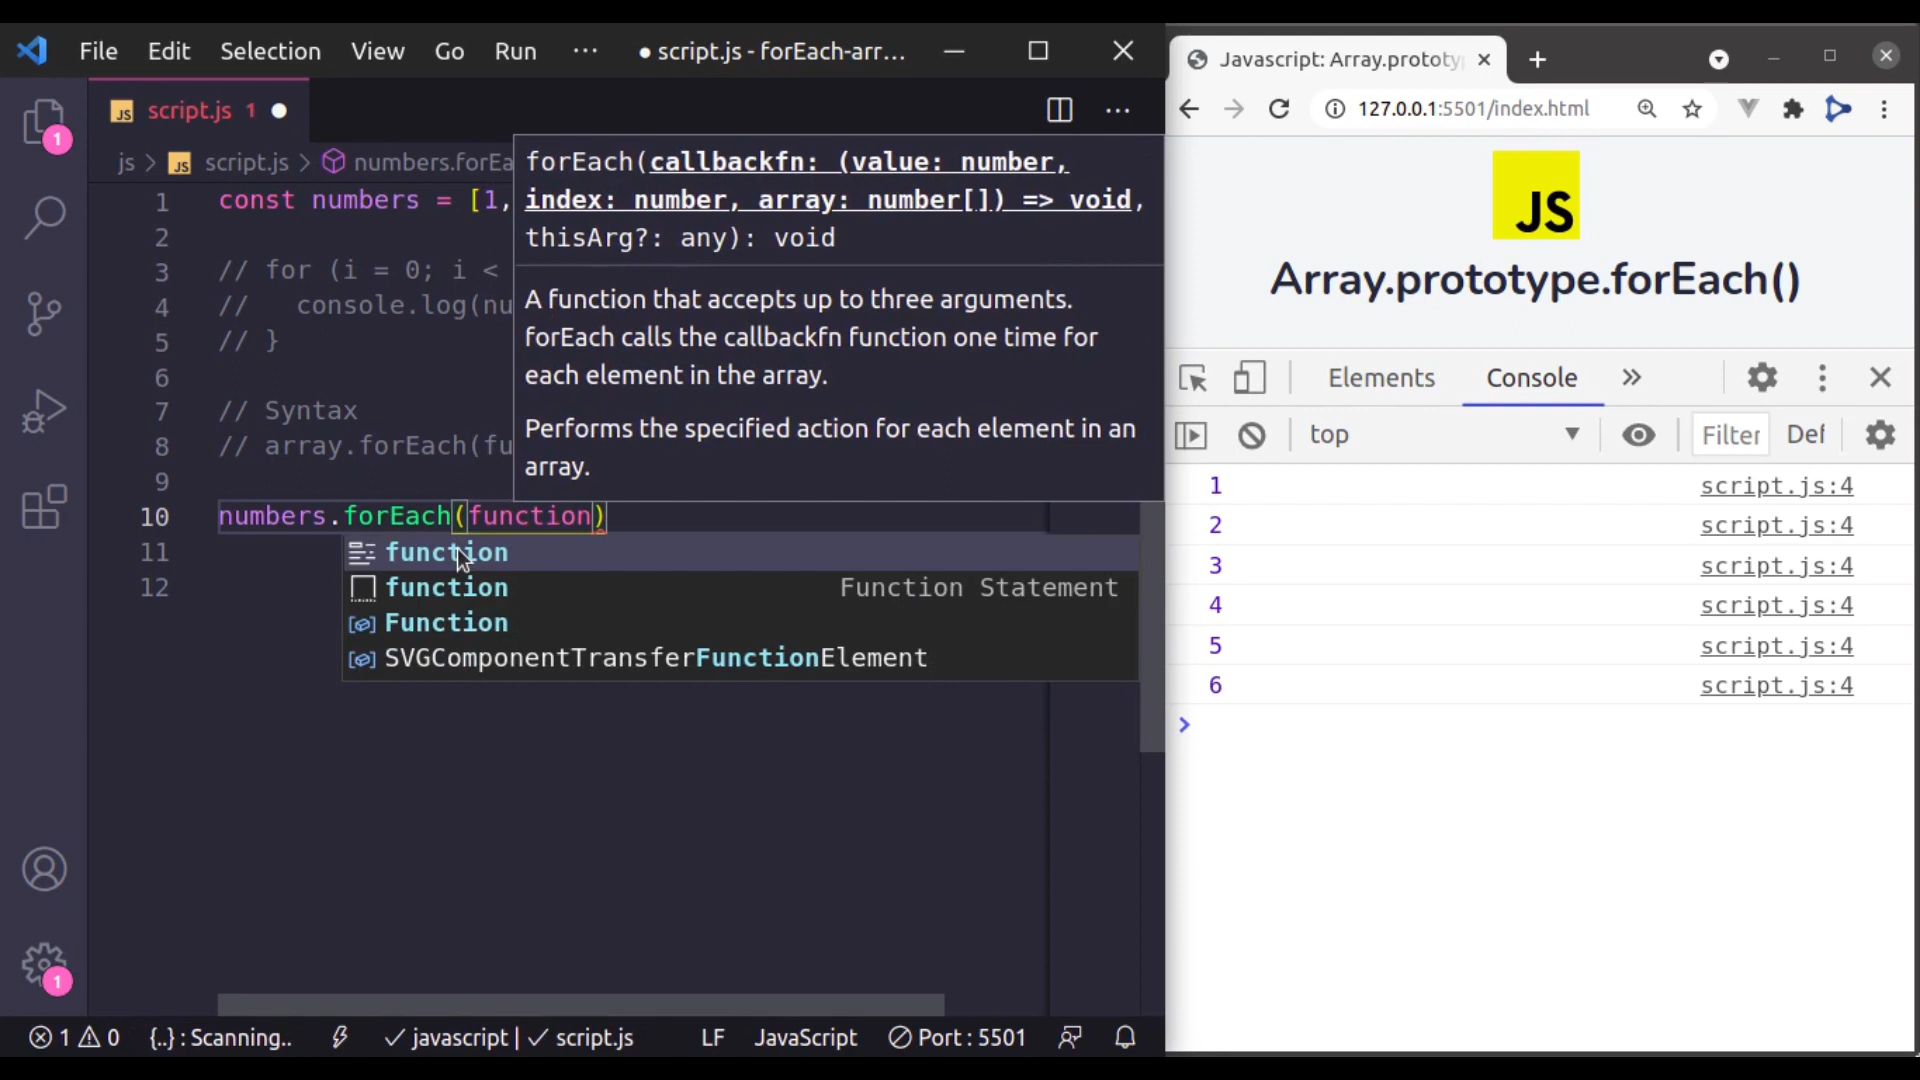 File Edit Selection View Go Run ··· ● script.js - forEach-arr...
JS script.js 1 ●
js > JS script.js > numbers.forEa
1 const numbers = [1,
2
3 // for (i = 0; i <
4 //   console.log(nu
5 // }
6
7 // Syntax
8 // array.forEach(fu
9
10 numbers.forEach(function)
11
12
forEach(callbackfn: (value: number,
index: number, array: number[]) => void,
thisArg?: any): void
A function that accepts up to three arguments.
forEach calls the callbackfn function one time for
each element in the array.
Performs the specified action for each element in an
array.
function
function Function Statement
Function
SVGComponentTransferFunctionElement
1
1
1 0 {..} : Scanning.. javascript | script.js LF JavaScript Port : 5501
Javascript: Array.prototy
127.0.0.1:5501/index.html
JS
Array.prototype.forEach()
Elements Console
top Filter Def
1 script.js:4
2 script.js:4
3 script.js:4
4 script.js:4
5 script.js:4
6 script.js:4